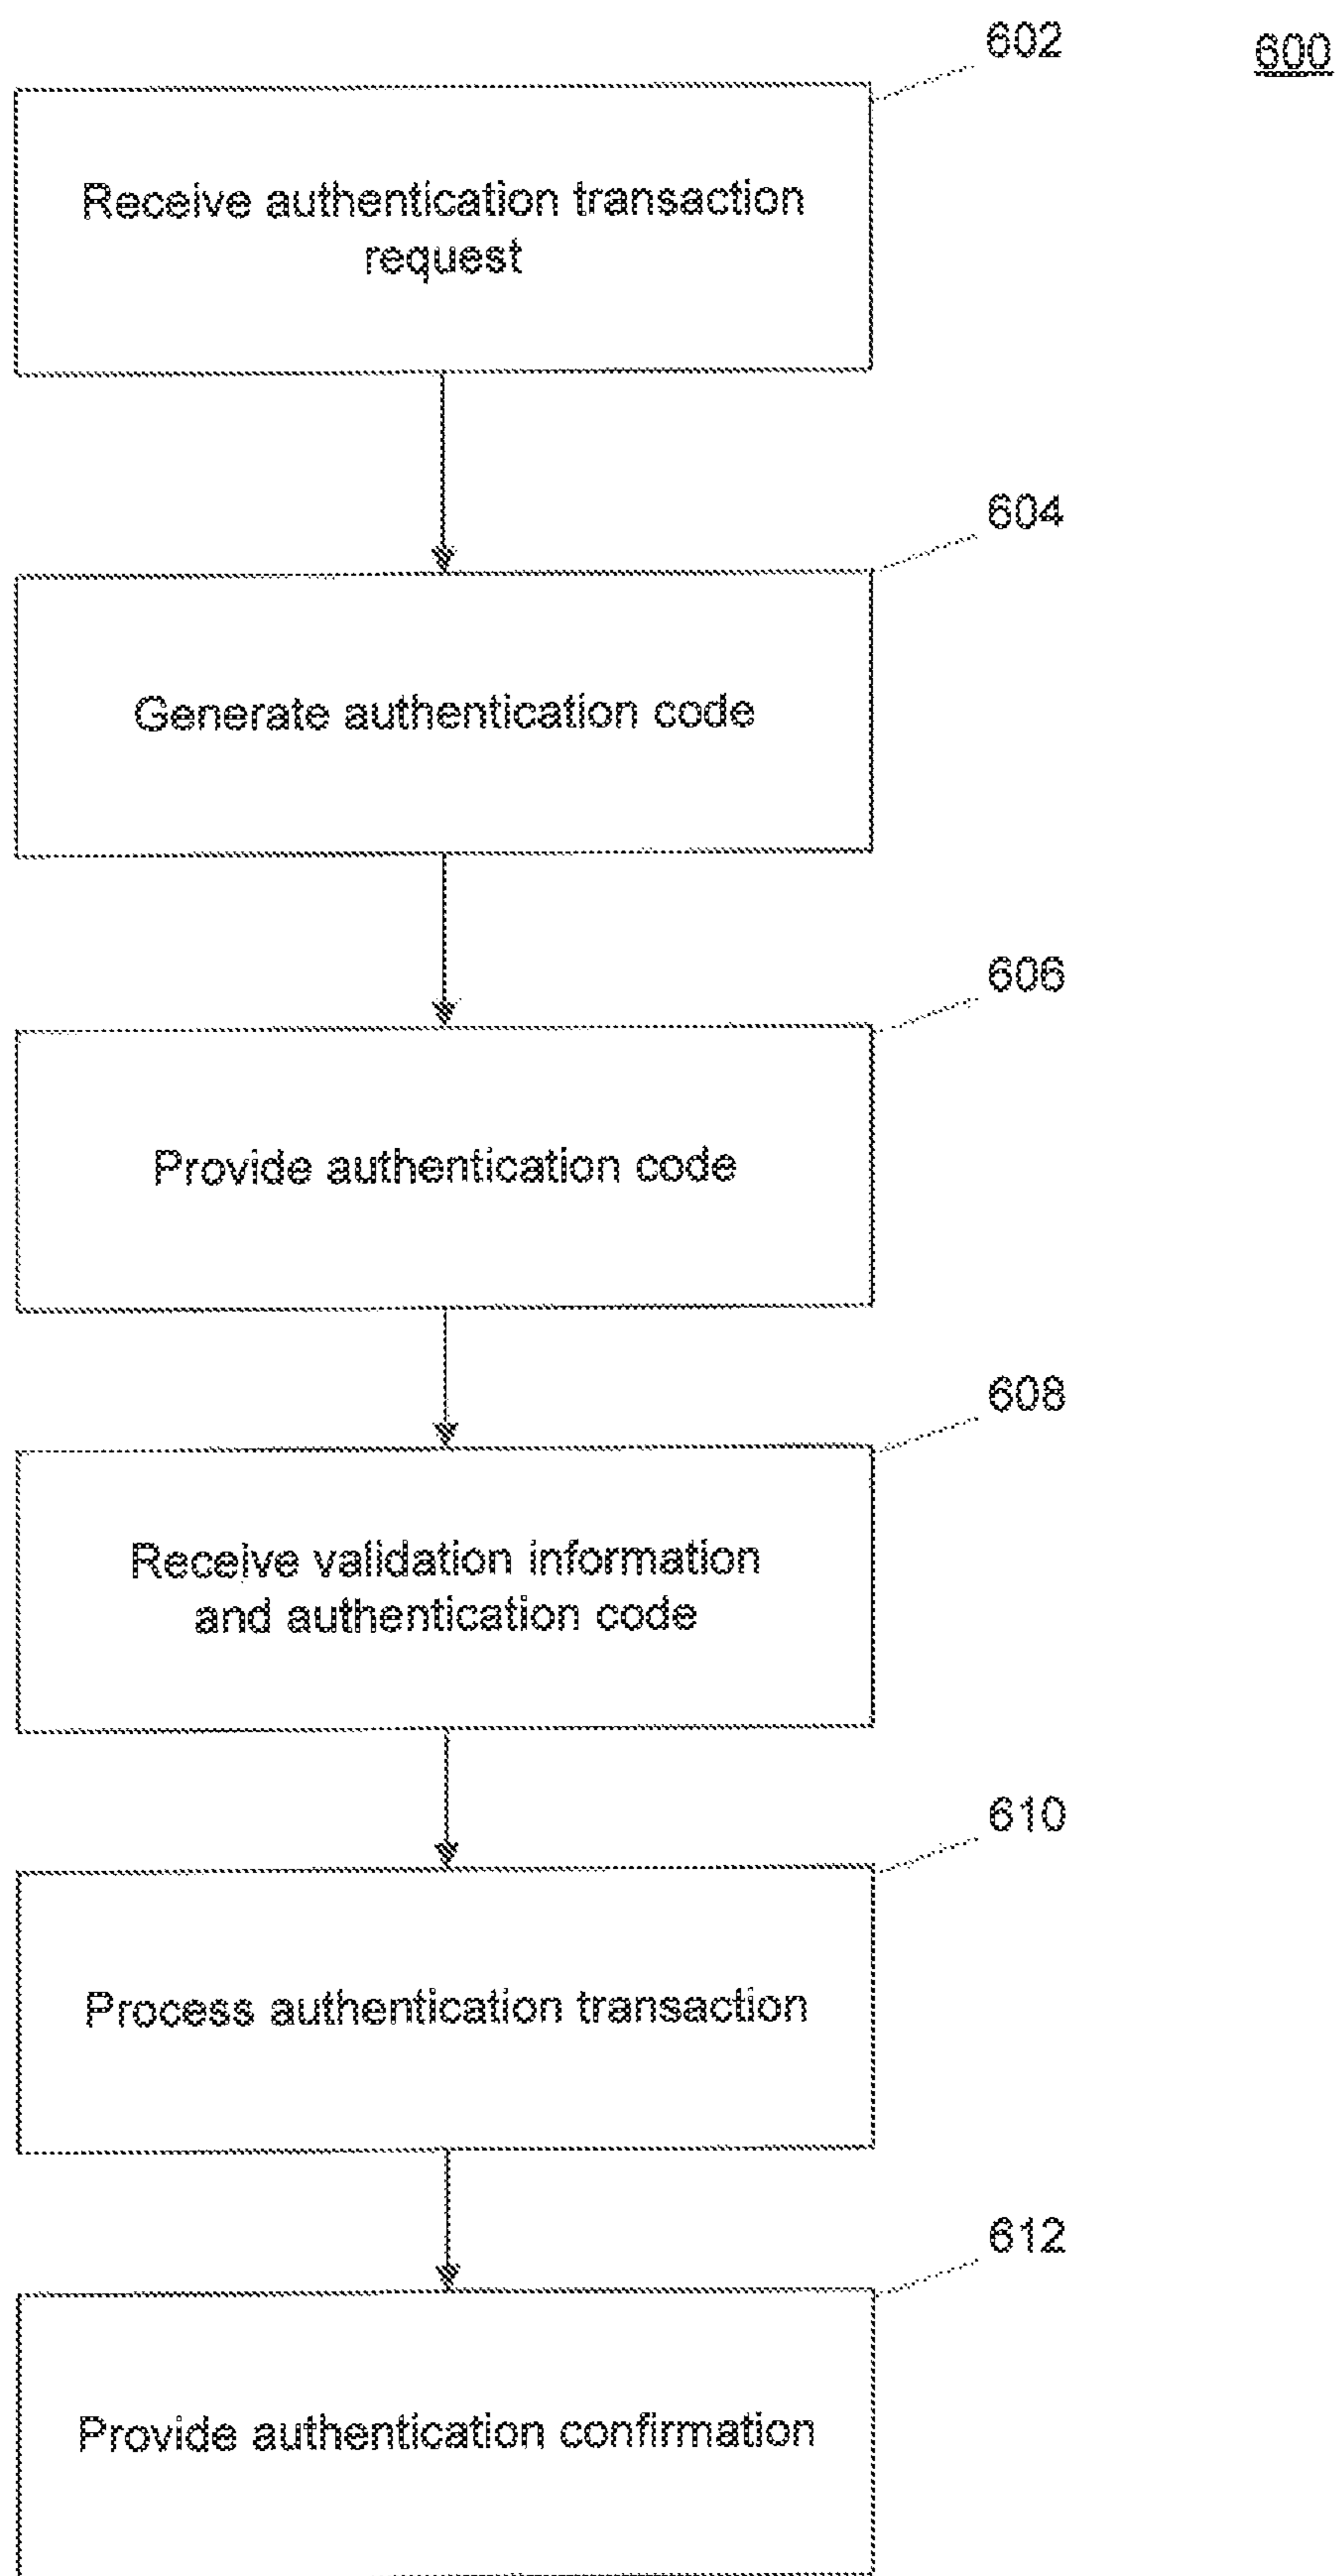 600
602
Receive authentication transaction
request
604
Generate authentication code
606
Provide authentication code
608
Receive validation information
and authentication code
610
Process authentication transaction
612
Provide authentication confirmation